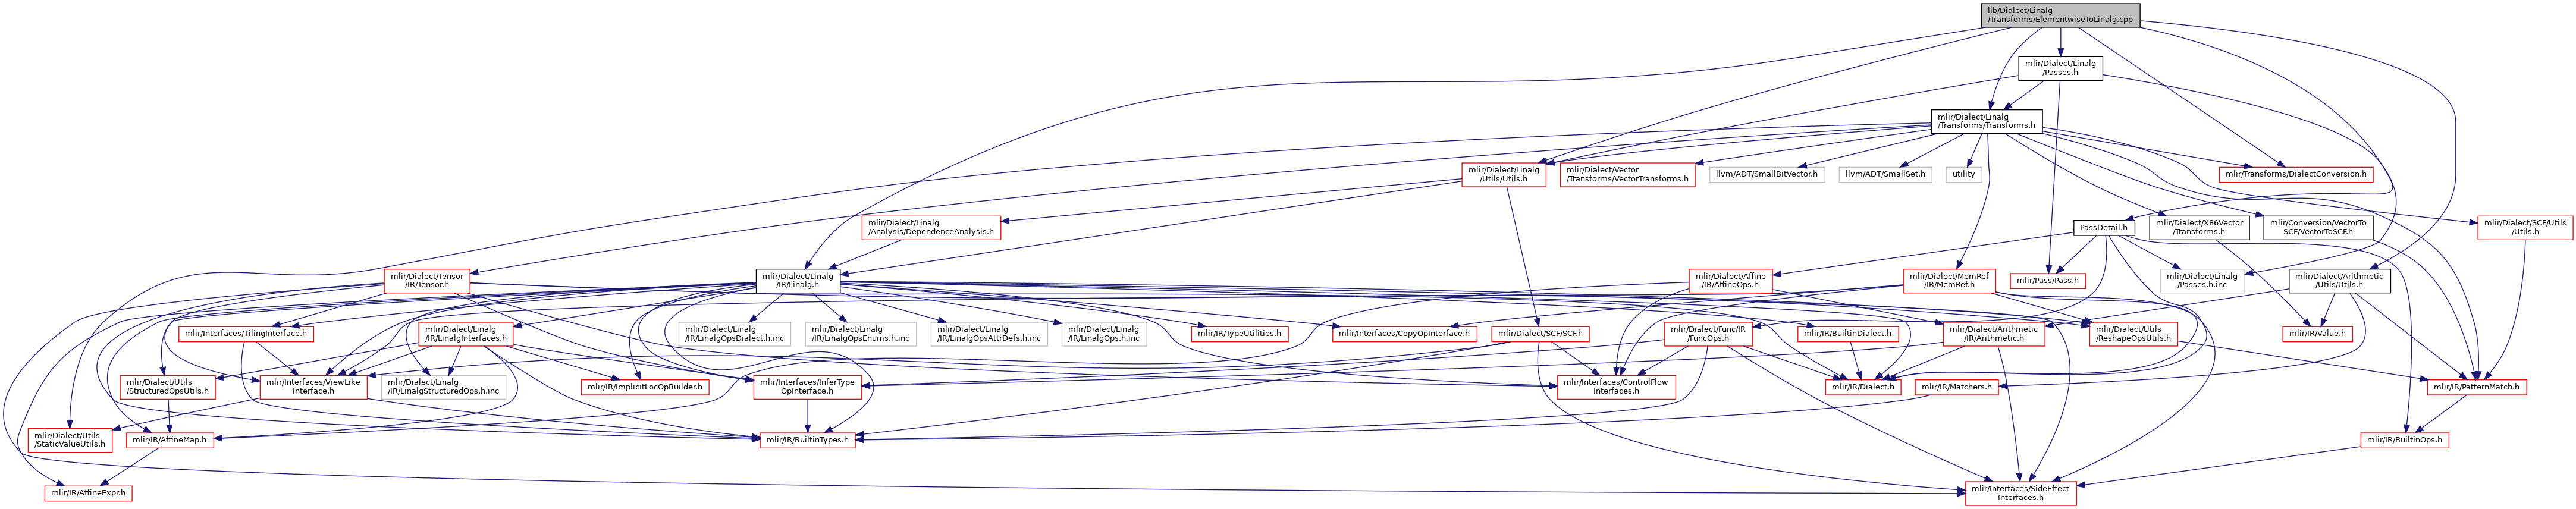 lib/Dialect/Linalg
/Transforms/ElementwiseToLinalg.cpp
mlir/Dialect/Linalg
/Passes.h
mlir/Dialect/Linalg
/Transforms/Transforms.h
mlir/Dialect/Linalg
/Utils/Utils.h
mlir/Dialect/Vector
/Transforms/VectorTransforms.h
llvm/ADT/SmallBitVector.h
llvm/ADT/SmallSet.h
utility
mlir/Transforms/DialectConversion.h
mlir/Dialect/Linalg
/Analysis/DependenceAnalysis.h
PassDetail.h
mlir/Dialect/X86Vector
/Transforms.h
mlir/Conversion/VectorTo
SCF/VectorToSCF.h
mlir/Dialect/SCF/Utils
/Utils.h
mlir/Dialect/Tensor
/IR/Tensor.h
mlir/Dialect/Linalg
/IR/Linalg.h
mlir/Dialect/Affine
/IR/AffineOps.h
mlir/Dialect/MemRef
/IR/MemRef.h
mlir/Pass/Pass.h
mlir/Dialect/Linalg
/Passes.h.inc
mlir/Dialect/Arithmetic
/Utils/Utils.h
mlir/Interfaces/TilingInterface.h
mlir/Dialect/Linalg
/IR/LinalgInterfaces.h
mlir/Dialect/Linalg
/IR/LinalgOpsDialect.h.inc
mlir/Dialect/Linalg
/IR/LinalgOpsEnums.h.inc
mlir/Dialect/Linalg
/IR/LinalgOpsAttrDefs.h.inc
mlir/Dialect/Linalg
/IR/LinalgOps.h.inc
mlir/IR/TypeUtilities.h
mlir/Interfaces/CopyOpInterface.h
mlir/Dialect/SCF/SCF.h
mlir/Dialect/Func/IR
/FuncOps.h
mlir/IR/BuiltinDialect.h
mlir/Dialect/Arithmetic
/IR/Arithmetic.h
mlir/Dialect/Utils
/ReshapeOpsUtils.h
mlir/IR/Value.h
mlir/Dialect/Utils
/StructuredOpsUtils.h
mlir/Interfaces/ViewLike
Interface.h
mlir/Dialect/Linalg
/IR/LinalgStructuredOps.h.inc
mlir/IR/ImplicitLocOpBuilder.h
mlir/Interfaces/InferType
OpInterface.h
mlir/Interfaces/ControlFlow
Interfaces.h
mlir/IR/Dialect.h
mlir/IR/Matchers.h
mlir/IR/PatternMatch.h
mlir/Dialect/Utils
/StaticValueUtils.h
mlir/IR/AffineMap.h
mlir/IR/BuiltinTypes.h
mlir/IR/BuiltinOps.h
mlir/IR/AffineExpr.h
mlir/Interfaces/SideEffect
Interfaces.h